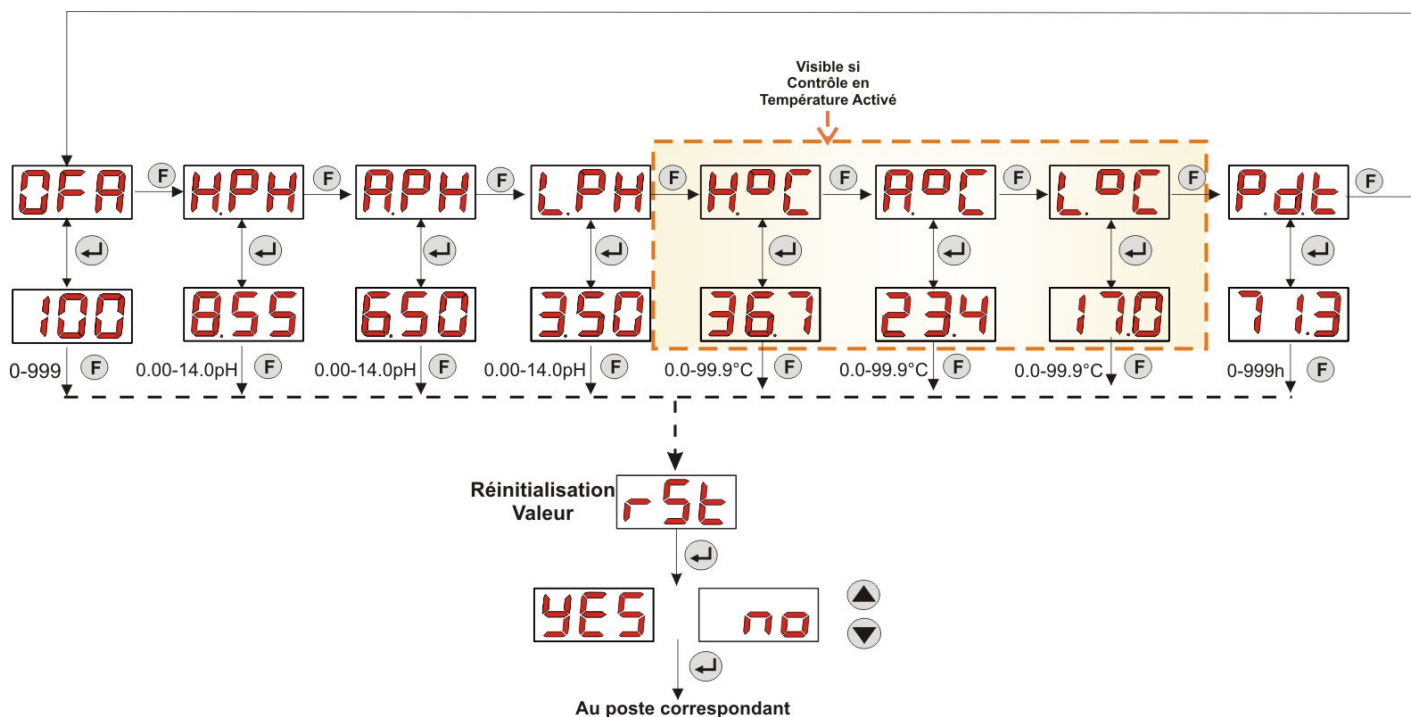 Visible si
Contrôle en
Température Activé
OFA F H.PH F A.PH F L.PH F H.ºC F A.ºC F L.ºC F P.d.t F
100 8.55 6.50 3.50 36.7 23.4 17.0 71.3
0-999 F 0.00-14.0pH F 0.00-14.0pH F 0.00-14.0pH F 0.0-99.9°C F 0.0-99.9°C F 0.0-99.9°C F 0-999h F
Réinitialisation
Valeur
rSt
YES no
Au poste correspondant